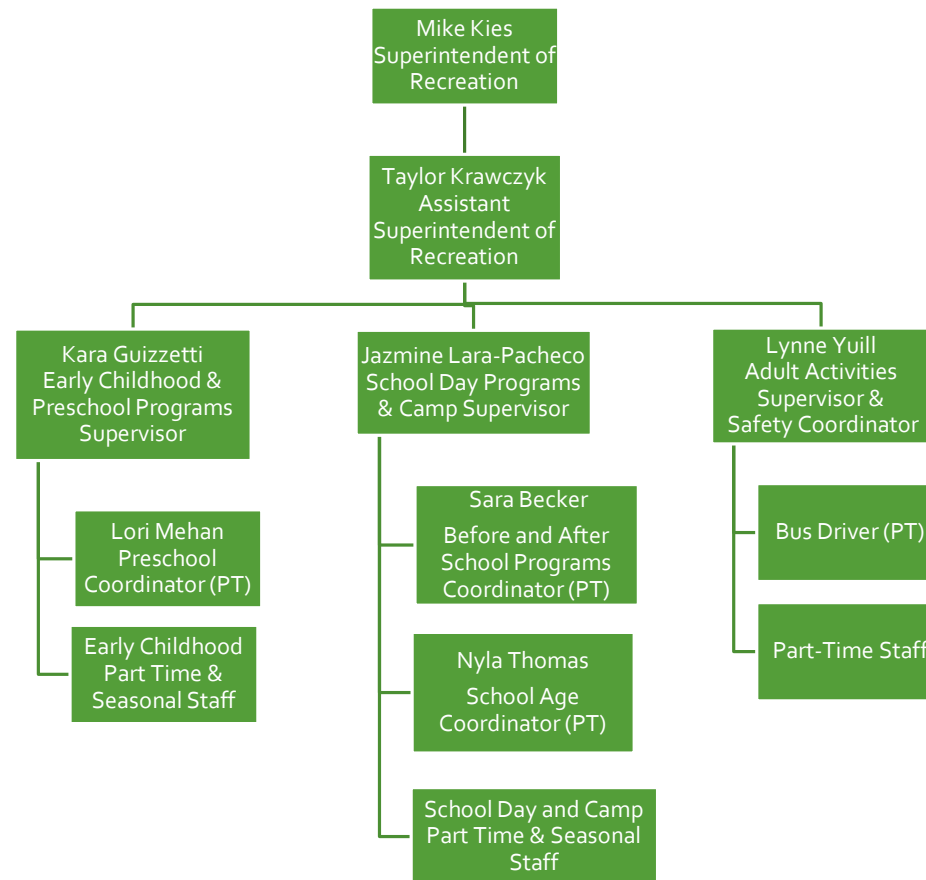 Mike Kies
Superintendent of
Recreation
Taylor Krawczyk
Assistant
Superintendent of
Recreation
Kara Guizzetti
Early Childhood &
Preschool Programs
Supervisor
Lori Mehan
Preschool
Coordinator (PT)
Early Childhood
Part Time &
Seasonal Staff
Jazmine Lara-Pacheco
School Day Programs
& Camp Supervisor
Sara Becker
Before and After
School Programs
Coordinator (PT)
Nyla Thomas
School Age
Coordinator (PT)
School Day and Camp
Part Time & Seasonal
Staff
Lynne Yuill
Adult Activities
Supervisor &
Safety Coordinator
Bus Driver (PT)
Part-Time Staff